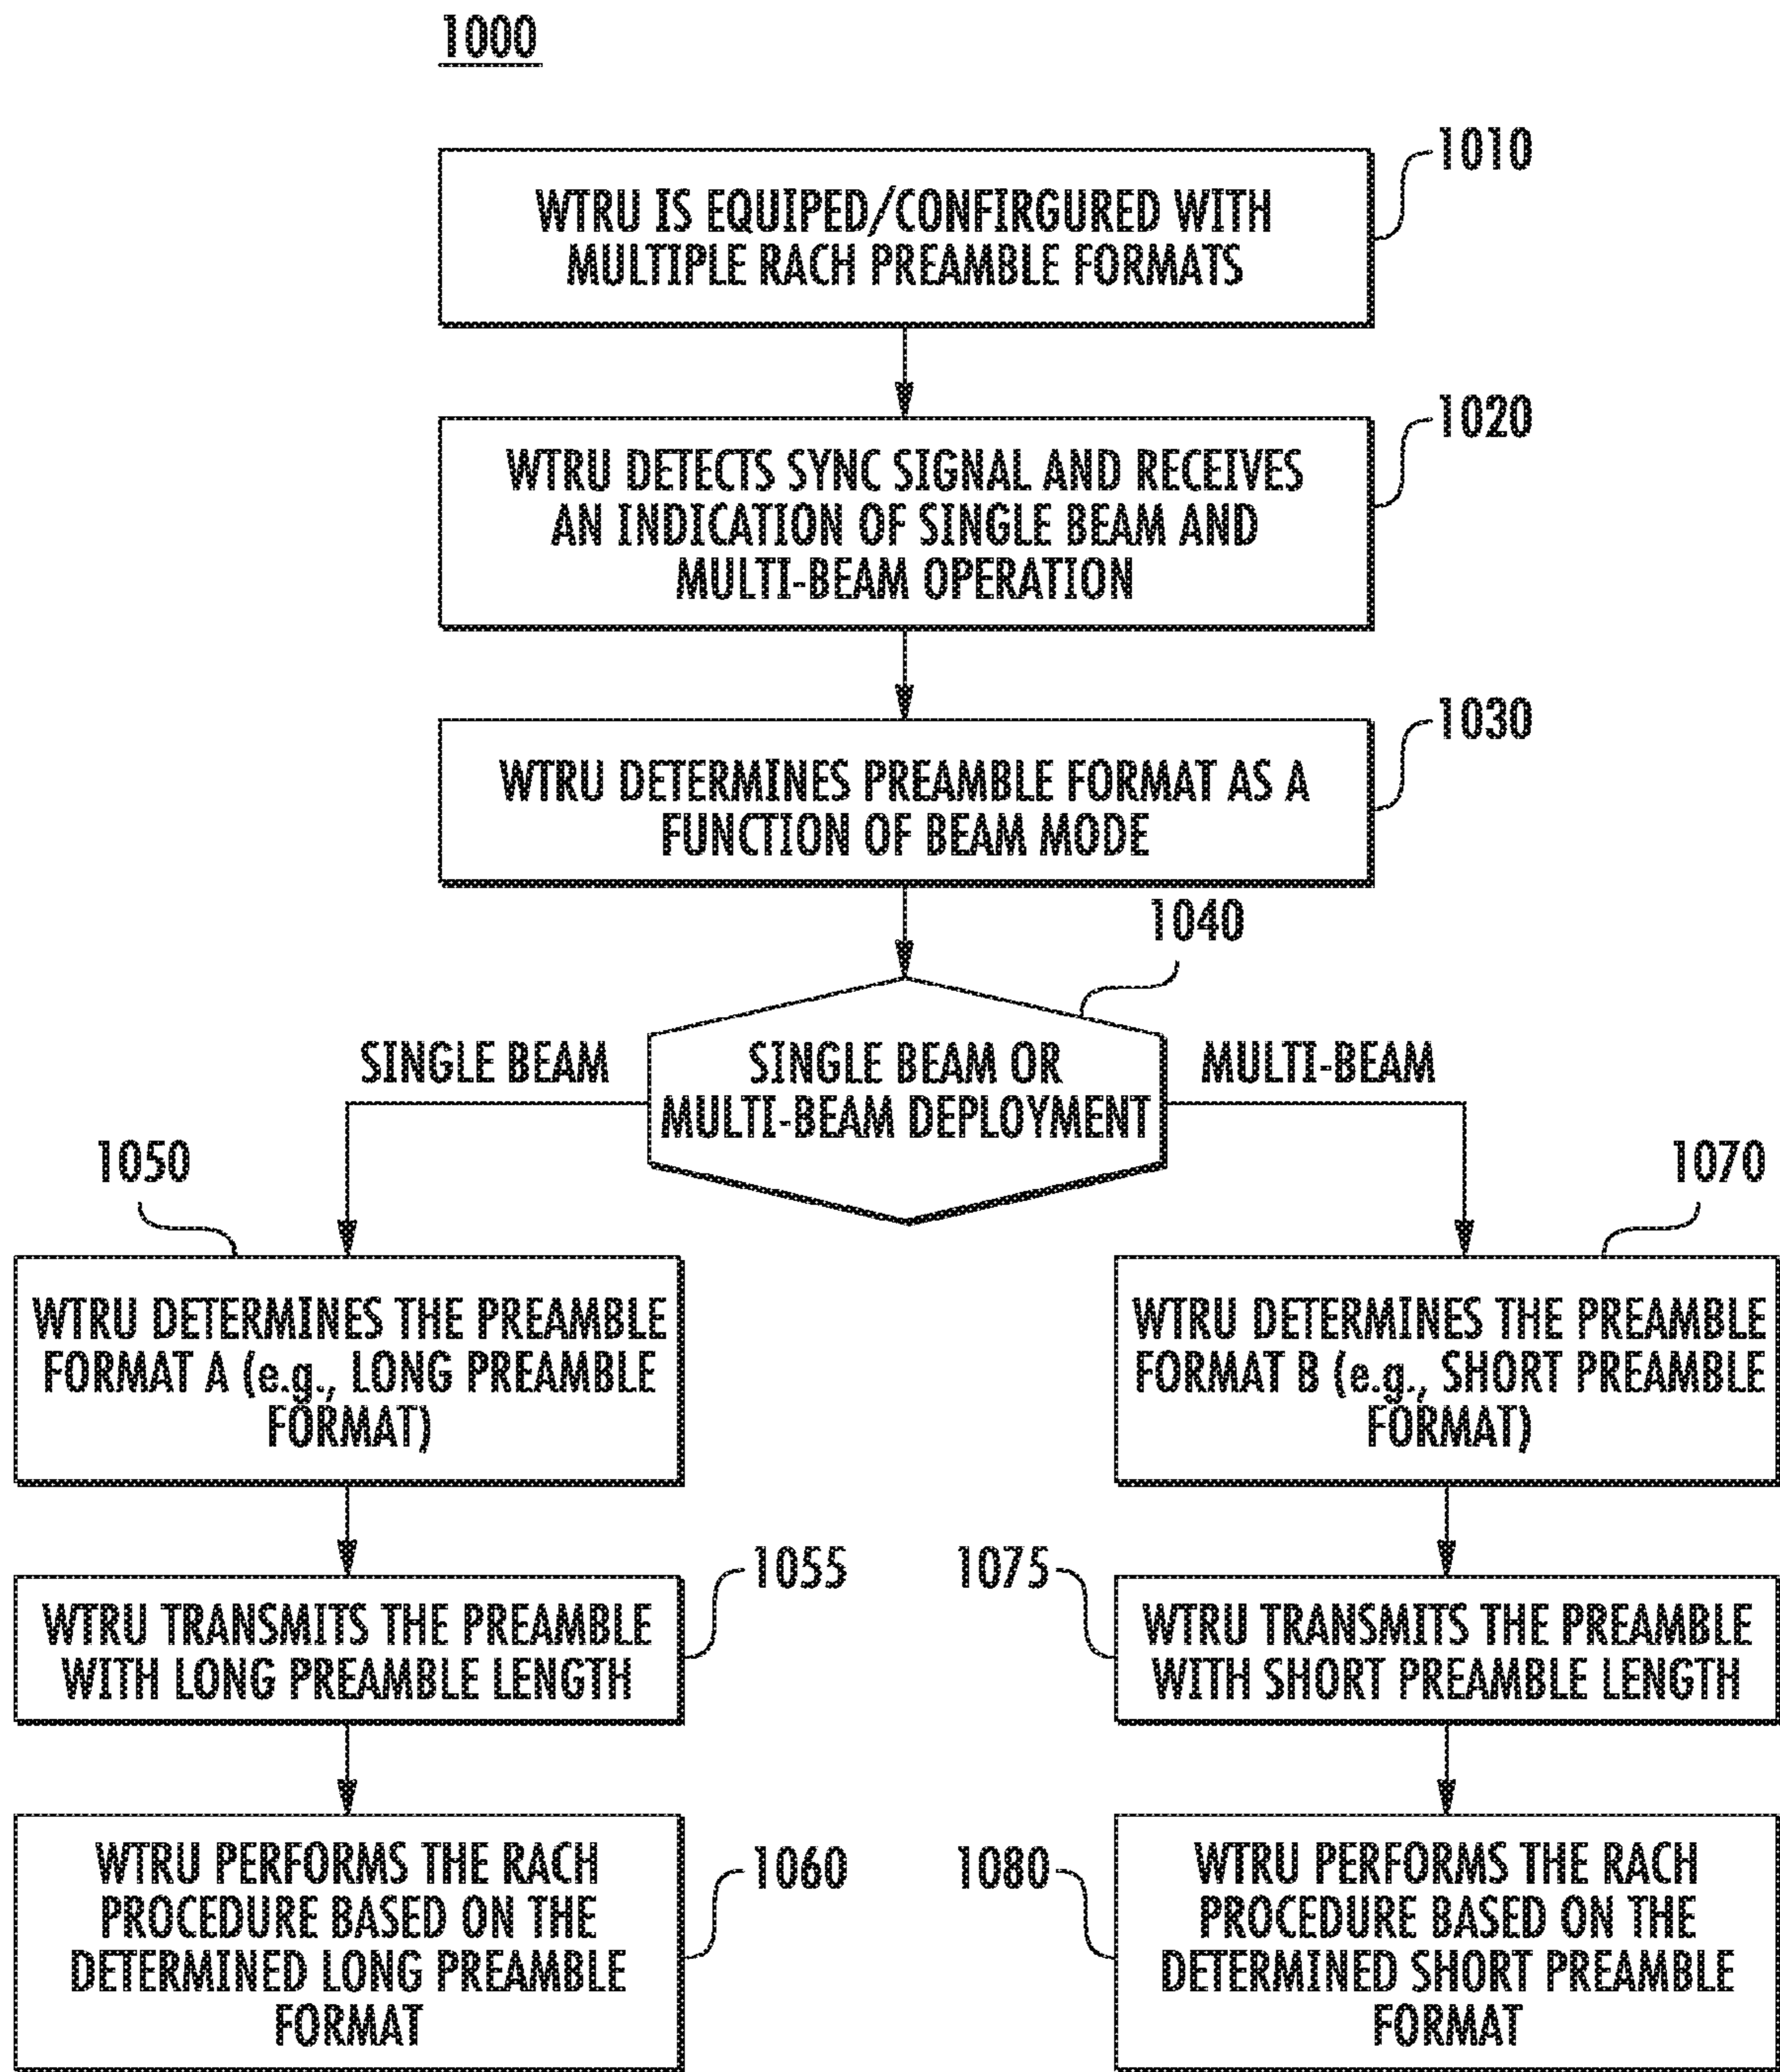 1000
1010
WTRU IS EQUIPED/CONFIRGURED WITH
MULTIPLE RACH PREAMBLE FORMATS
1020
WTRU DETECTS SYNC SIGNAL AND RECEIVES
AN INDICATION OF SINGLE BEAM AND
MULTI-BEAM OPERATION
1030
WTRU DETERMINES PREAMBLE FORMAT AS A
FUNCTION OF BEAM MODE
1040
SINGLE BEAM
SINGLE BEAM OR
MULTI-BEAM DEPLOYMENT
MULTI-BEAM
1050
WTRU DETERMINES THE PREAMBLE
FORMAT A (e.g., LONG PREAMBLE
FORMAT)
1055
WTRU TRANSMITS THE PREAMBLE
WITH LONG PREAMBLE LENGTH
1060
WTRU PERFORMS THE RACH
PROCEDURE BASED ON THE
DETERMINED LONG PREAMBLE
FORMAT
1070
WTRU DETERMINES THE PREAMBLE
FORMAT B (e.g., SHORT PREAMBLE
FORMAT)
1075
WTRU TRANSMITS THE PREAMBLE
WITH SHORT PREAMBLE LENGTH
1080
WTRU PERFORMS THE RACH
PROCEDURE BASED ON THE
DETERMINED SHORT PREAMBLE
FORMAT